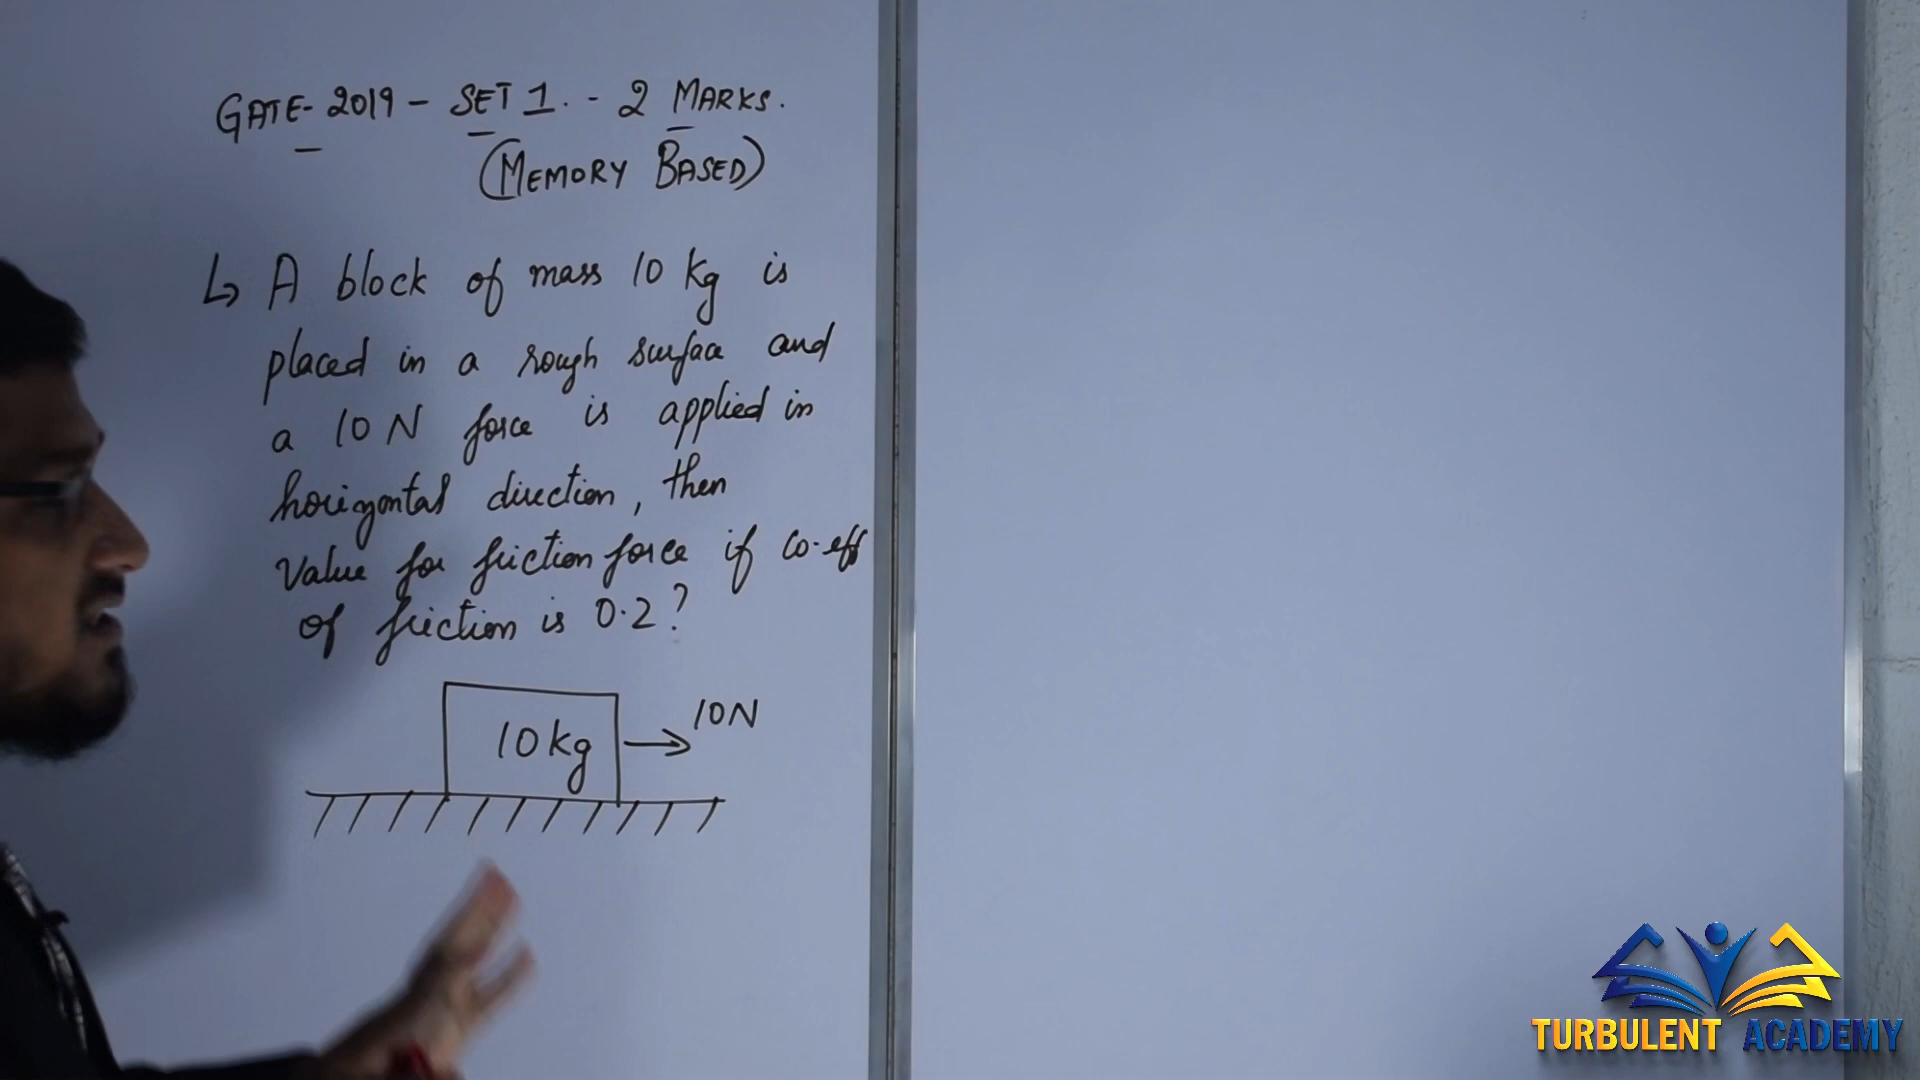 GATE- 2019 - SET 1. - 2 MARKS.
(MEMORY BASED)
↳ A block of mass 10 kg is
placed in a rough surface and
a 10 N force is applied in
horizontal direction, then
Value for friction force if co-eff
of friction is 0.2?
10N
10 kg
TURBULENT ACADEMY